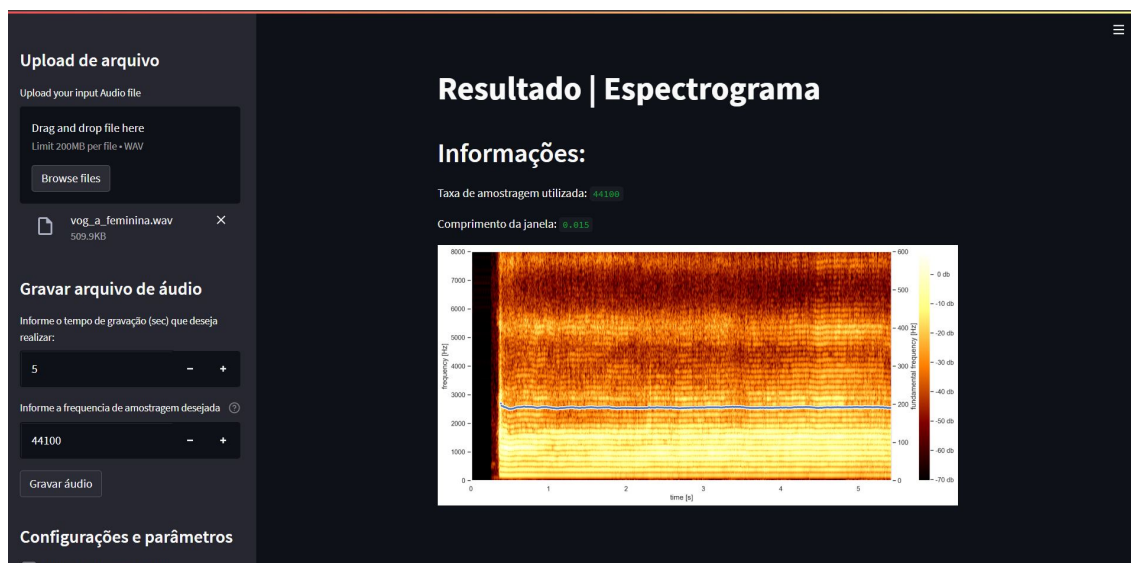 Upload de arquivo
Upload your input Audio file
Drag and drop file here
Limit 200MB per file • WAV
Browse files
vog_a_feminina.wav
509.9KB
Gravar arquivo de áudio
Informe o tempo de gravação (sec) que deseja
realizar:
5
Informe a frequencia de amostragem desejada
44100
Gravar áudio
Configurações e parâmetros
Resultado | Espectrograma
Informações:
Taxa de amostragem utilizada: 44100
Comprimento da janela: 0.015
8000
7000
6000
5000
4000
3000
2000
1000
0
frequency [Hz]
0 1 2 3 4 5
time [s]
600
500
400
300
200
100
0
fundamental frequency [Hz]
0 db
-10 db
-20 db
-30 db
-40 db
-50 db
-60 db
-70 db